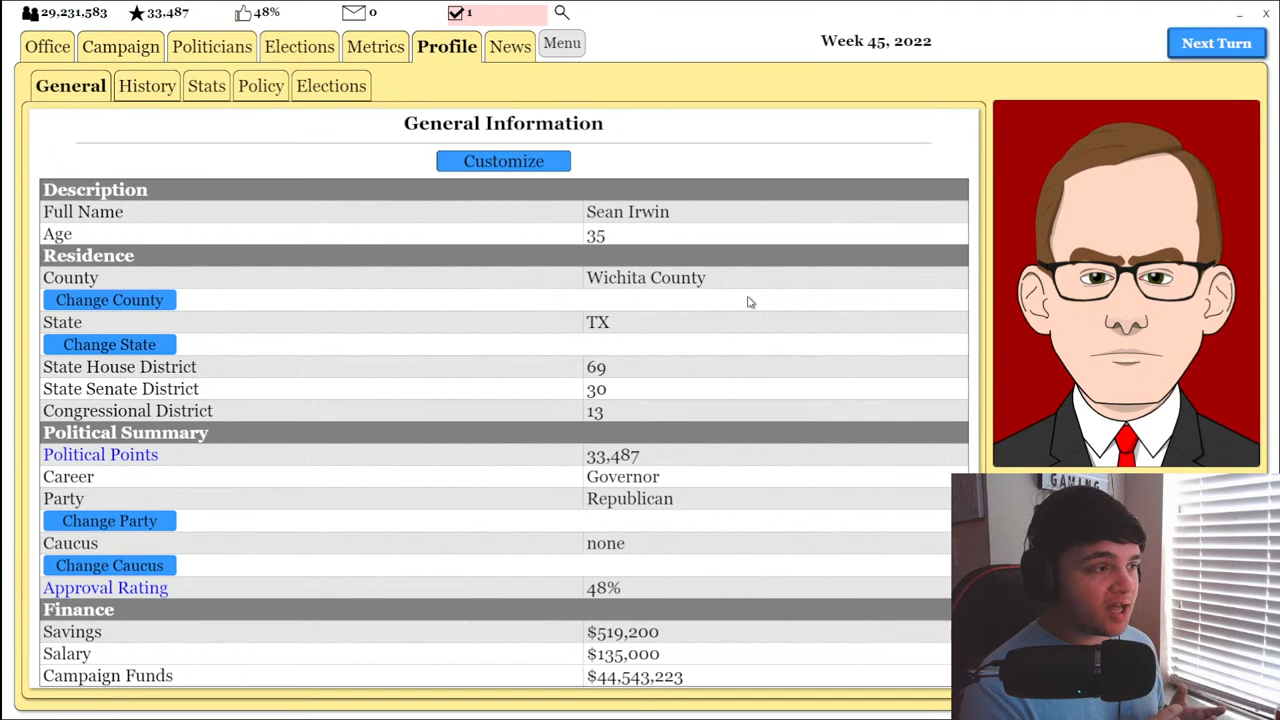 29,231,583 33,487 48% 0 1
Office Campaign Politicians Elections Metrics Profile News Menu Week 45, 2022 Next Turn
General History Stats Policy Elections
General Information
Customize
Description
Full Name Sean Irwin
Age 35
Residence
County Wichita County
Change County
State TX
Change State
State House District 69
State Senate District 30
Congressional District 13
Political Summary
Political Points 33,487
Career Governor
Party Republican
Change Party
Caucus none
Change Caucus
Approval Rating 48%
Finance
Savings $519,200
Salary $135,000
Campaign Funds $44,543,223
GAMING